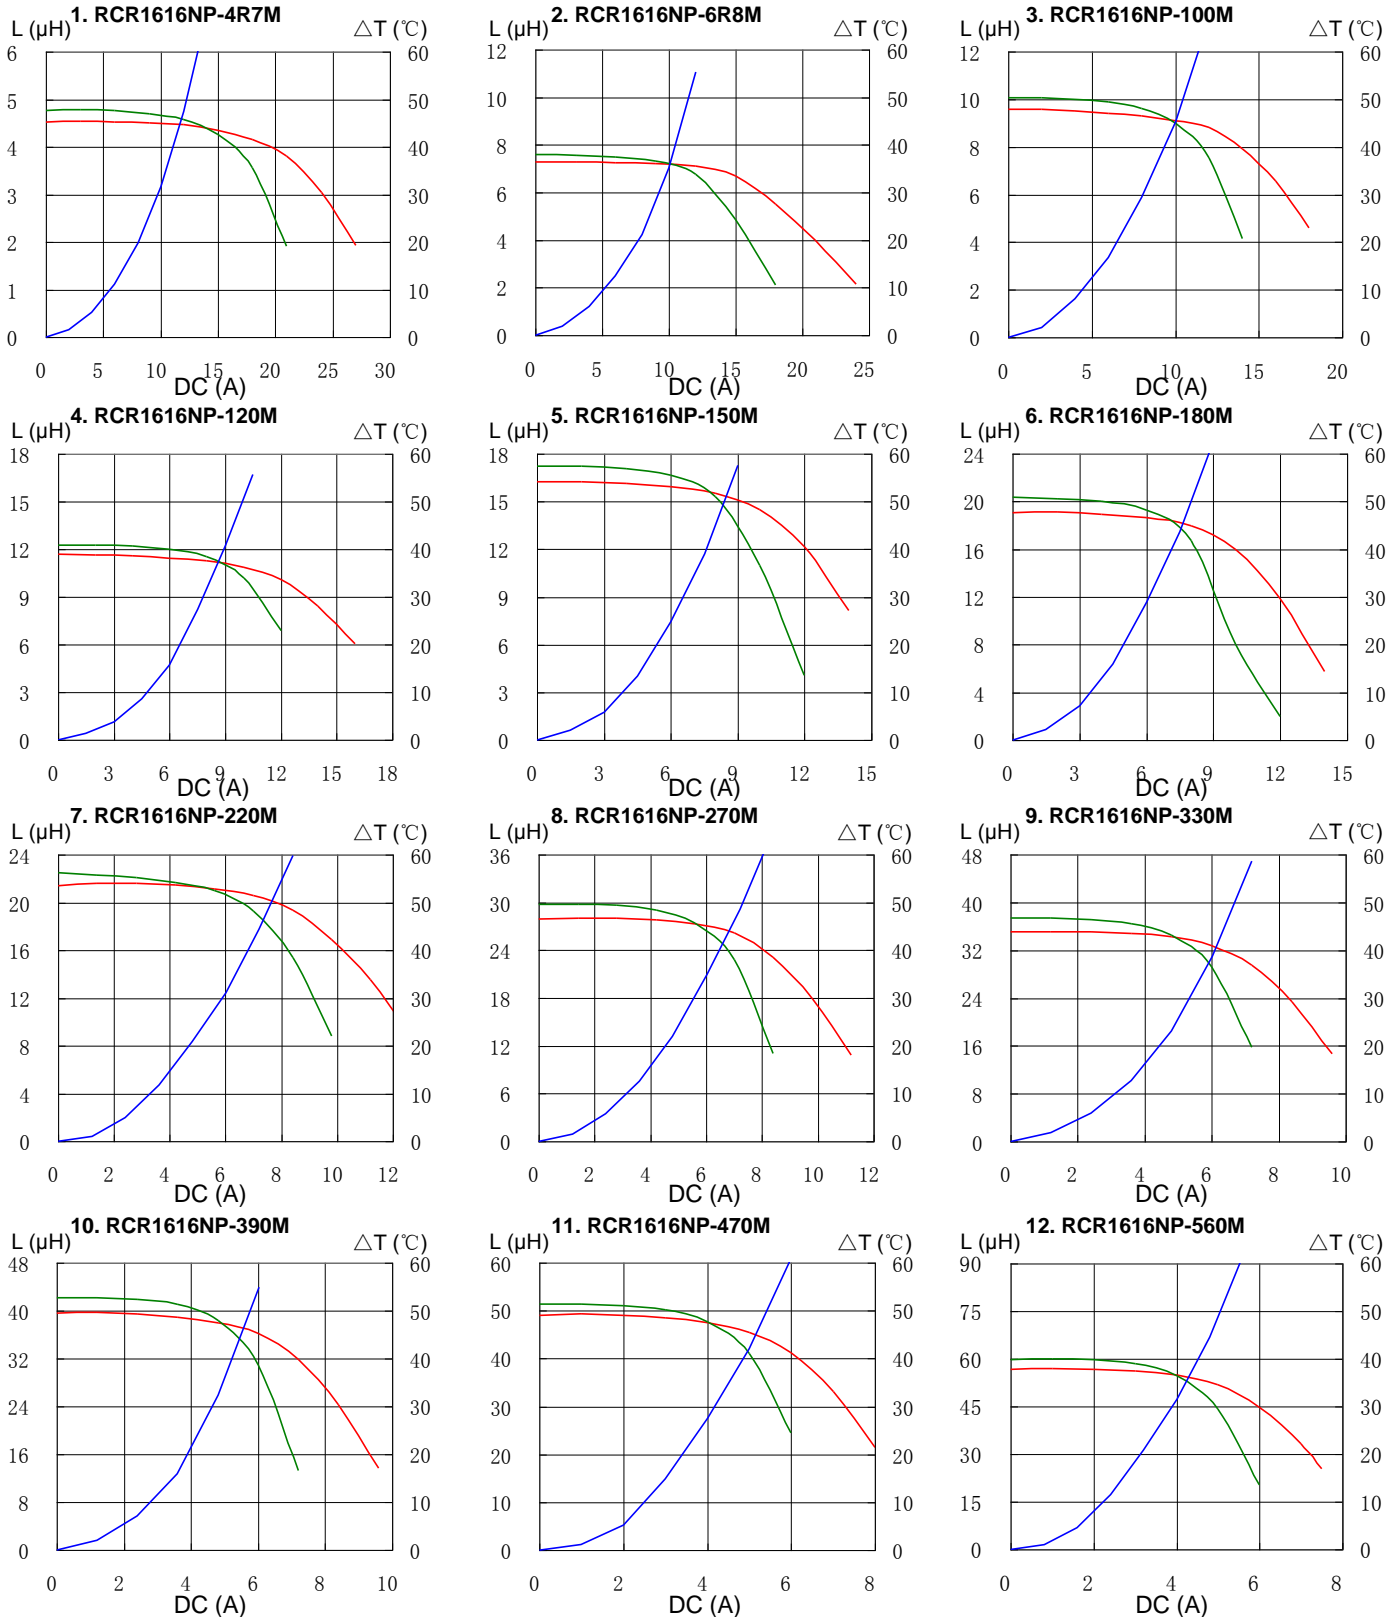 1. RCR1616NP-4R7M
L (μH)
△T (℃)
6
5
4
3
2
1
0
60
50
40
30
20
10
0
0 5 10 15 20 25 30
DC (A)
2. RCR1616NP-6R8M
L (μH)
△T (℃)
12
10
8
6
4
2
0
60
50
40
30
20
10
0
0 5 10 15 20 25
DC (A)
3. RCR1616NP-100M
L (μH)
△T (℃)
12
10
8
6
4
2
0
60
50
40
30
20
10
0
0 5 10 15 20
DC (A)
4. RCR1616NP-120M
L (μH)
△T (℃)
18
15
12
9
6
3
0
60
50
40
30
20
10
0
0 3 6 9 12 15 18
DC (A)
5. RCR1616NP-150M
L (μH)
△T (℃)
18
15
12
9
6
3
0
60
50
40
30
20
10
0
0 3 6 9 12 15
DC (A)
6. RCR1616NP-180M
L (μH)
△T (℃)
24
20
16
12
8
4
0
60
50
40
30
20
10
0
0 3 6 9 12 15
DC (A)
7. RCR1616NP-220M
L (μH)
△T (℃)
24
20
16
12
8
4
0
60
50
40
30
20
10
0
0 2 4 6 8 10 12
DC (A)
8. RCR1616NP-270M
L (μH)
△T (℃)
36
30
24
18
12
6
0
60
50
40
30
20
10
0
0 2 4 6 8 10 12
DC (A)
9. RCR1616NP-330M
L (μH)
△T (℃)
48
40
32
24
16
8
0
60
50
40
30
20
10
0
0 2 4 6 8 10
DC (A)
10. RCR1616NP-390M
L (μH)
△T (℃)
48
40
32
24
16
8
0
60
50
40
30
20
10
0
0 2 4 6 8 10
DC (A)
11. RCR1616NP-470M
L (μH)
△T (℃)
60
50
40
30
20
10
0
60
50
40
30
20
10
0
0 2 4 6 8
DC (A)
12. RCR1616NP-560M
L (μH)
△T (℃)
90
75
60
45
30
15
0
60
50
40
30
20
10
0
0 2 4 6 8
DC (A)